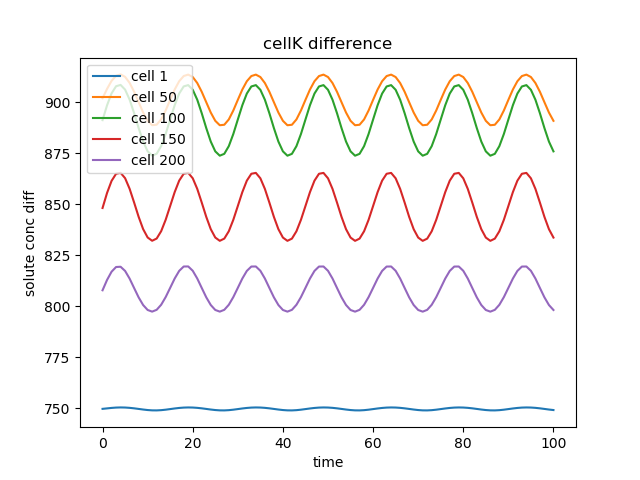 cellK difference
cell 1
cell 50
cell 100
cell 150
cell 200
solute conc diff
900
875
850
825
800
775
750
0 20 40 60 80 100
time